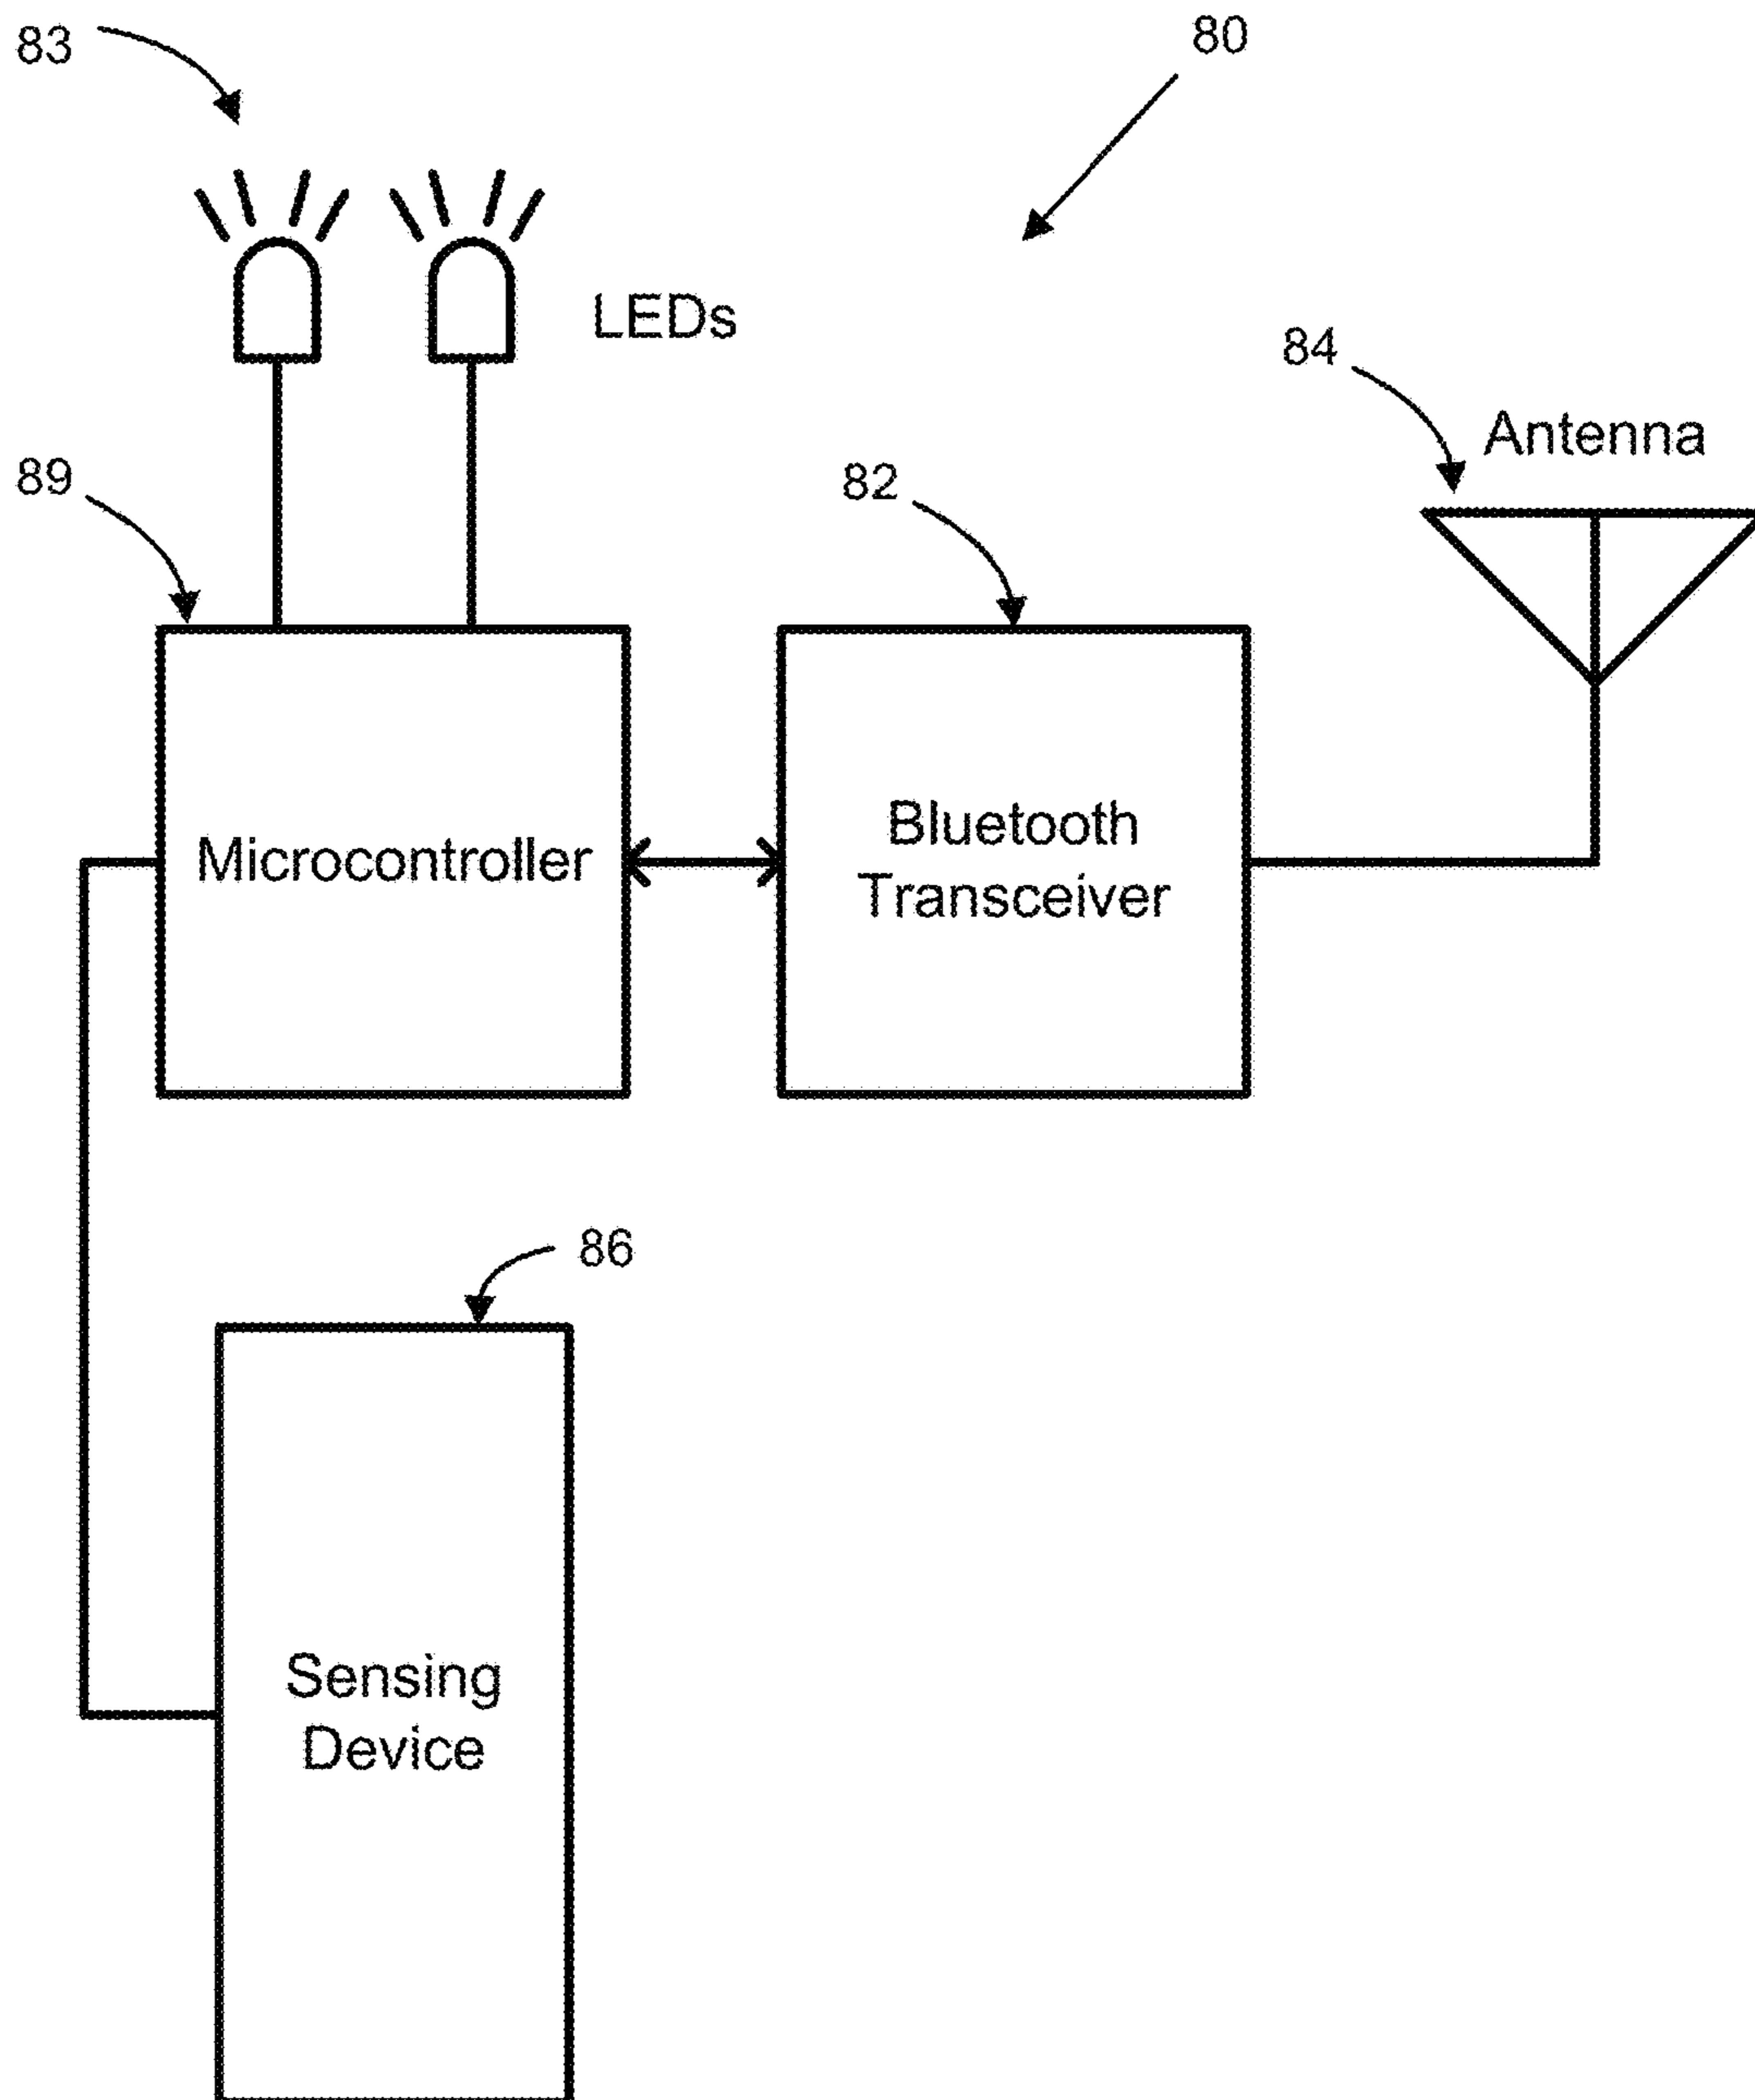 83
80
LEDs
84
Antenna
89
82
Microcontroller
Bluetooth
Transceiver
86
Sensing
Device